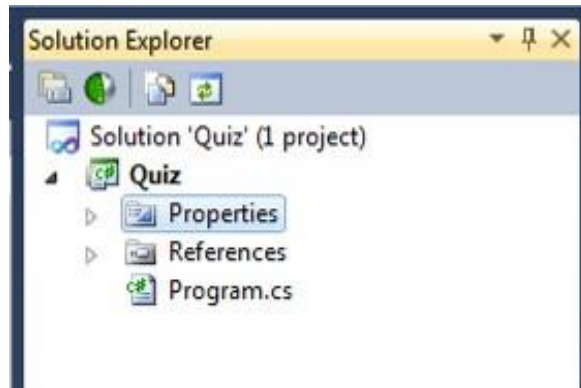 Solution Explorer
Solution 'Quiz' (1 project)
Quiz
Properties
References
Program.cs